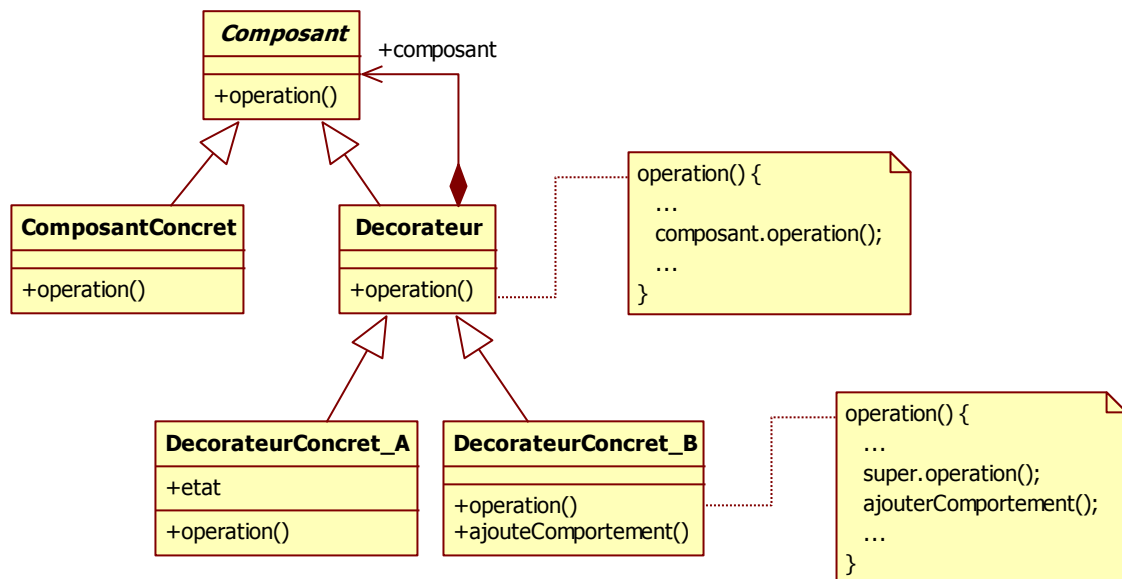 Composant
+composant
+operation()
operation() {
...
composant.operation();
...
}
ComposantConcret
+operation()
Decorateur
+operation()
DecorateurConcret_A
+etat
+operation()
DecorateurConcret_B
+operation()
+ajouteComportement()
operation() {
...
super.operation();
ajouterComportement();
...
}